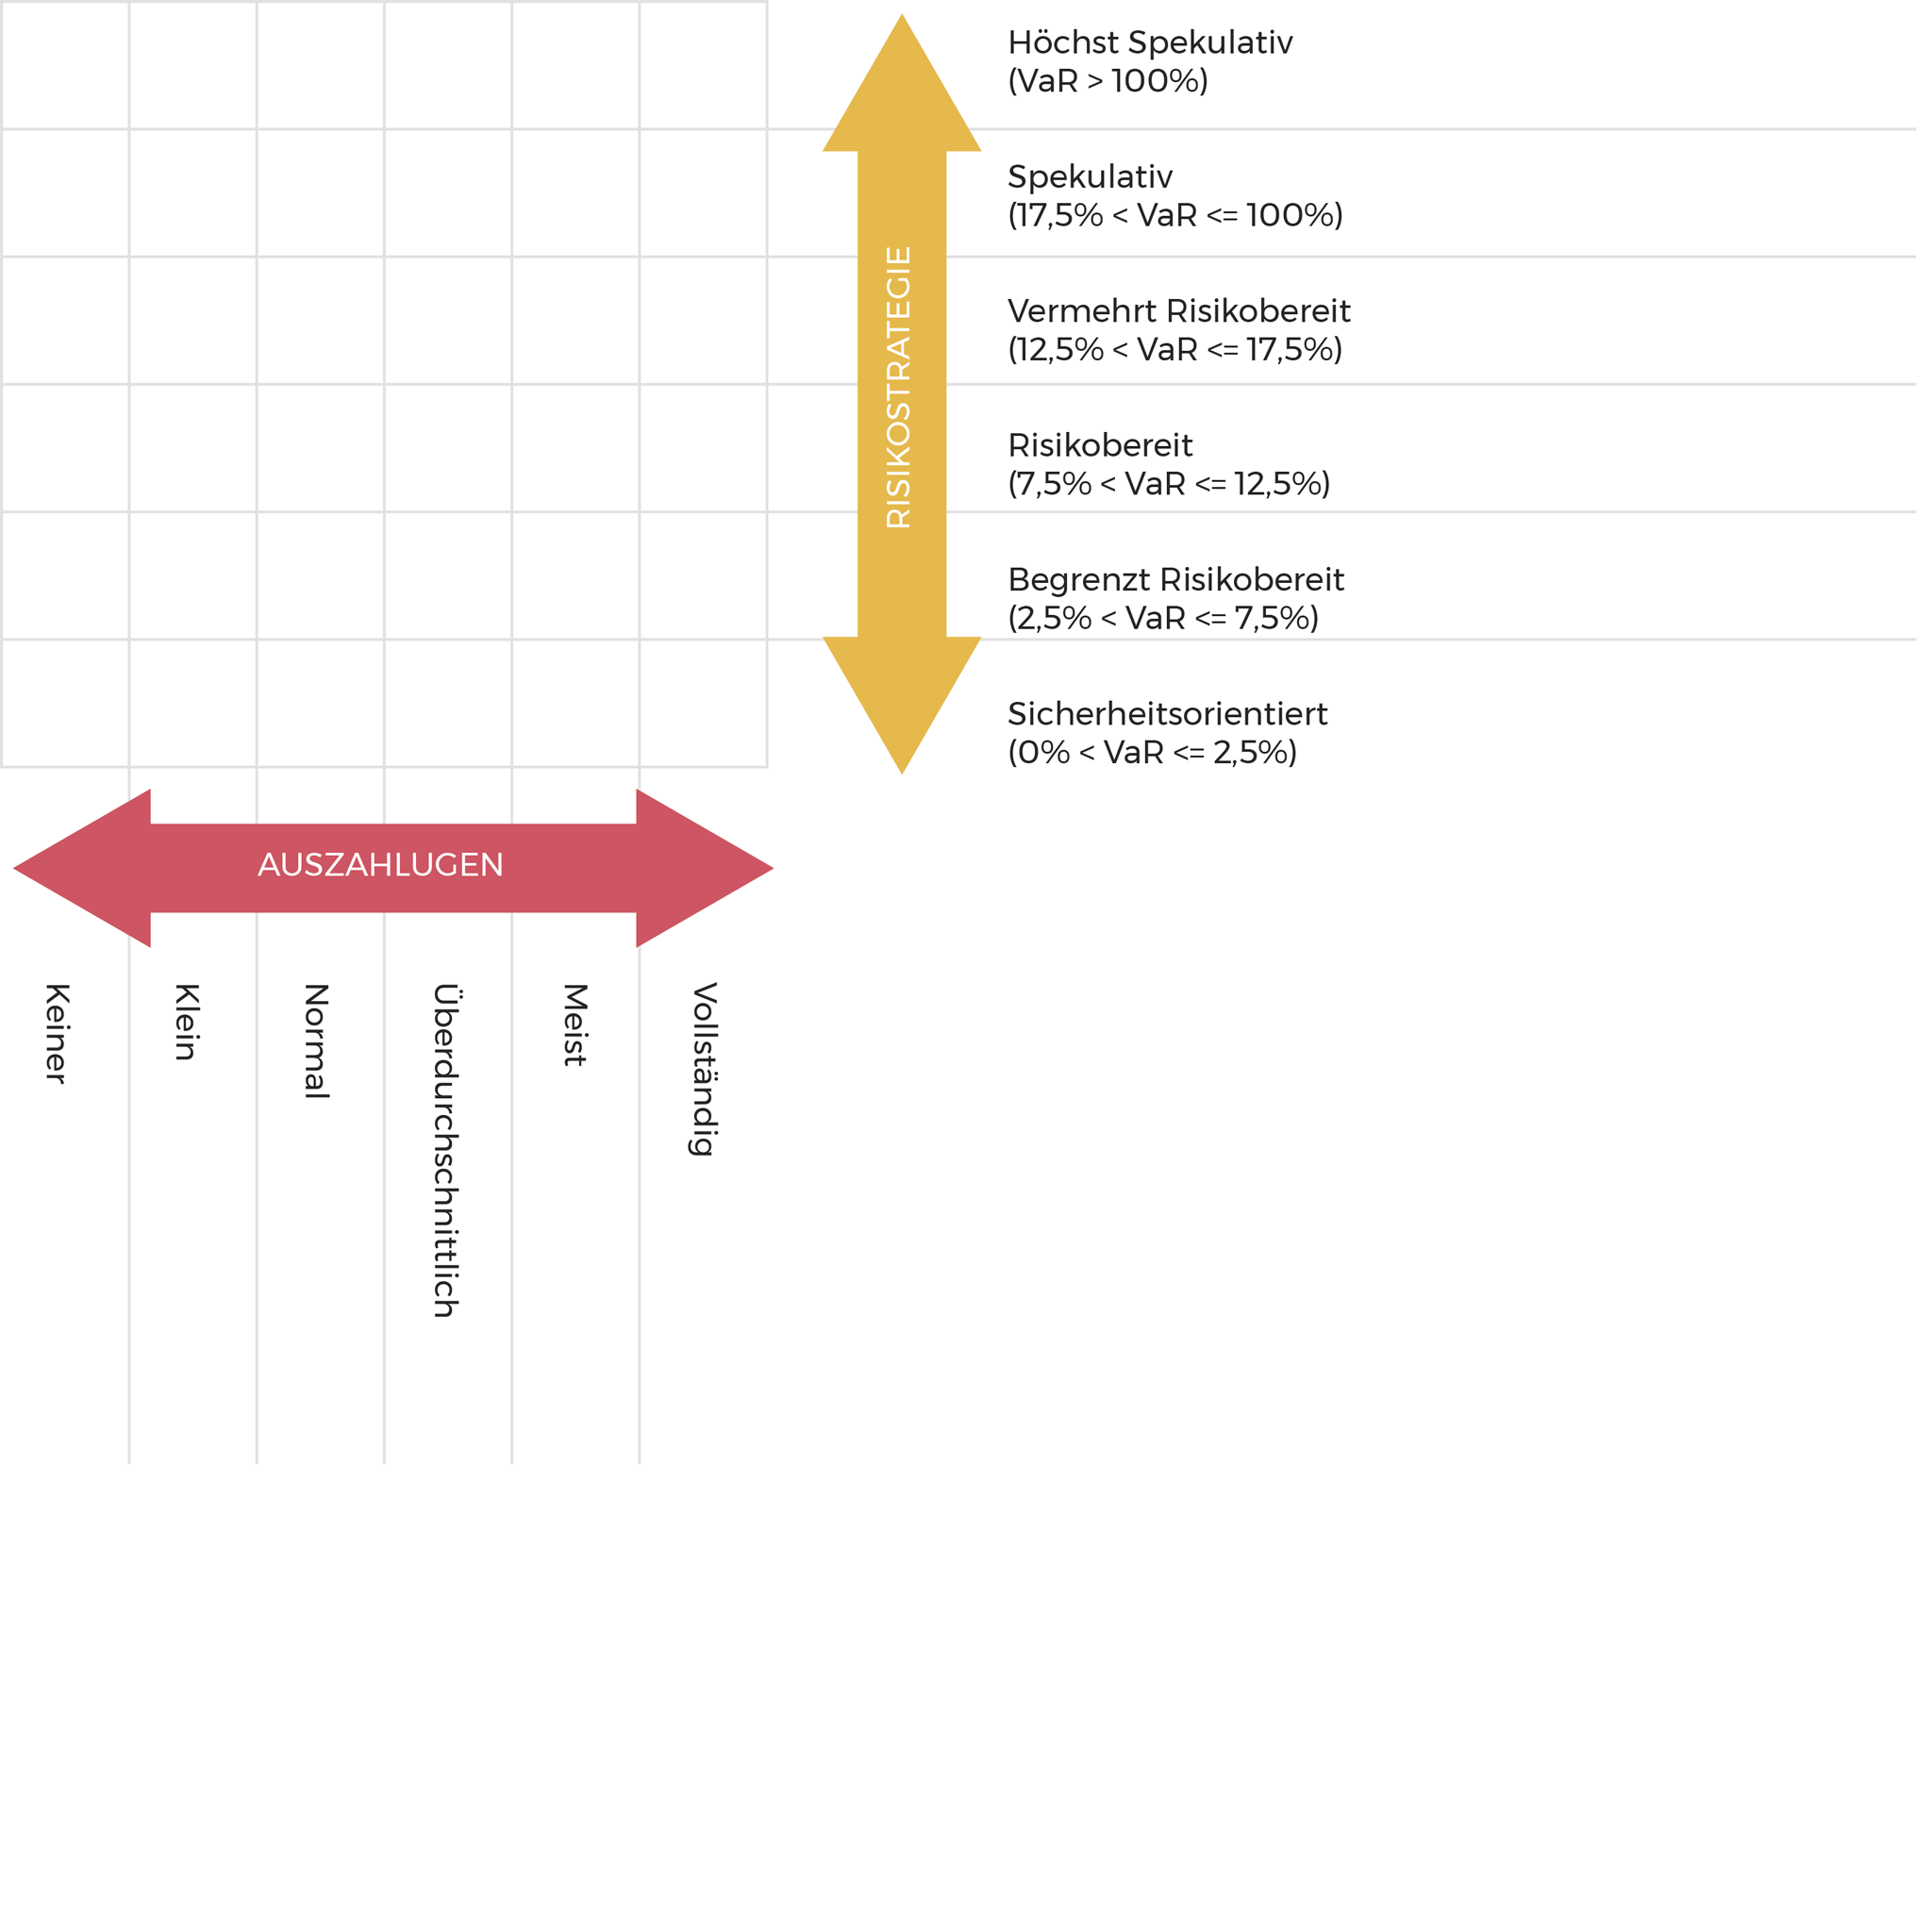 Höchst Spekulativ
(VaR > 100%)
Spekulativ
(17,5% < VaR <= 100%)
Vermehrt Risikobereit
(12,5% < VaR <= 17,5%)
RISIKOSTRATEGIE
Risikobereit
(7,5% < VaR <= 12,5%)
Begrenzt Risikobereit
(2,5% < VaR <= 7,5%)
Sicherheitsorientiert
(0% < VaR <= 2,5%)
AUSZAHLUGEN
Keiner
Klein
Normal
Überdurchschnittlich
Meist
Vollständig